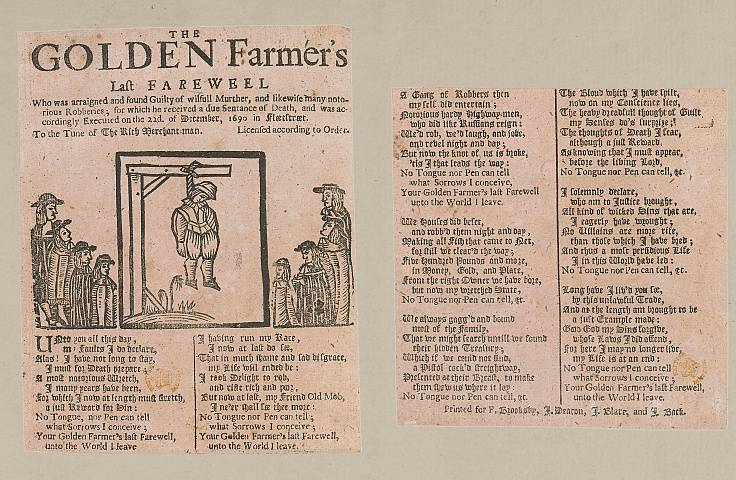 THE
GOLDEN Farmer's
Last FAREWEEL
Who was arraigned and found Guilty of wilfull Murther, and likewise many noto-
rious Robberies; for which he received a due Sentance of Death, and was ac-
cordingly Executed on the 22d. of December, 1690 in Fleetstreet.
To the Tune of The Rich Merchant-man. Licensed according to Order.
UNto you all this day,
my Faults I do declare,
Alas! I have not long to stay,
I must for Death prepare;
A most notorious Wretch,
I many years have been,
For which I now at length must stretch,
a just Reward for Sin:
No Tongue, nor Pen can tell
what Sorrows I conceive;
Your Golden Farmer's last Farewell,
unto the World I leave
I having run my Race,
I now at last do see,
That in much shame and sad disgrace,
my Life will ended be:
I took Delight to rob,
and rifle rich and poor
But now at last, my Friend Old Mob,
I ne'er shall see thee more:
No Tongue nor Pen can tell
what Sorrows I conceive;
Your Golden Farmer's last Farewell,
unto the World I leave.
A Gang of Robbers then
my self did entertain;
Notorious hardy Highway-men,
who did like Ruffians reign:
We'd rob, we'd laugh, and joke,
and revel night and day;
But now the knot of us is broke,
'tis I that leads the way:
No Tongue nor Pen can tell
what Sorrows I conceive,
Your Golden Farmer's last Farewell
unto the World I leave.
We Houses did beset,
and robb'd them night and day,
Making all Fish that came to Net,
for still we clear'd the way;
Five Hundred Pounds and more,
in Money, Gold, and Plate,
From the right Owner we have bore,
but now my wretched State,
No Tongue nor Pen can tell, &c.
We always gagg'd and bound
most of the Family,
That we might search untill we found
their hidden Treasury;
Which if we could not find,
a Pistol cock'd streightway,
Presented at their Breast, to make
them shew us where it lay:
No Tongue nor Pen can tell, &c.
The Blood which I have spilt,
now on my Conscience lies,
The heavy dreadfull thought of Guilt
my Senses do's surprise!
The thoughts of Death I fear,
although a just Reward,
As knowing that I must appear,
before the living Lord,
No Tongue nor Pen can tell, &c.
I solemnly declare,
who am to Justice brought,
All kind of wicked Sins that are,
I eagerly have wrought;
No Villains are more rife,
than those which I have bred;
And thus a most perfidious Life
I in this World have led:
No Tongue nor Pen can tell, &c.
Long have I liv'd you see,
by this unlawful Trade,
And at the length am brought to be
a just Example made:
Good God my Sins forgive,
whose Laws I did offend,
For here I may no longer live,
my Life is at an end:
No Tongue nor Pen can tell
what Sorrows I conceive;
Your Golden Farmer's last Farewell,
unto the World I leave.
Printed for P. Brooksby, J. Deacon, J. Blare, and J. Back.